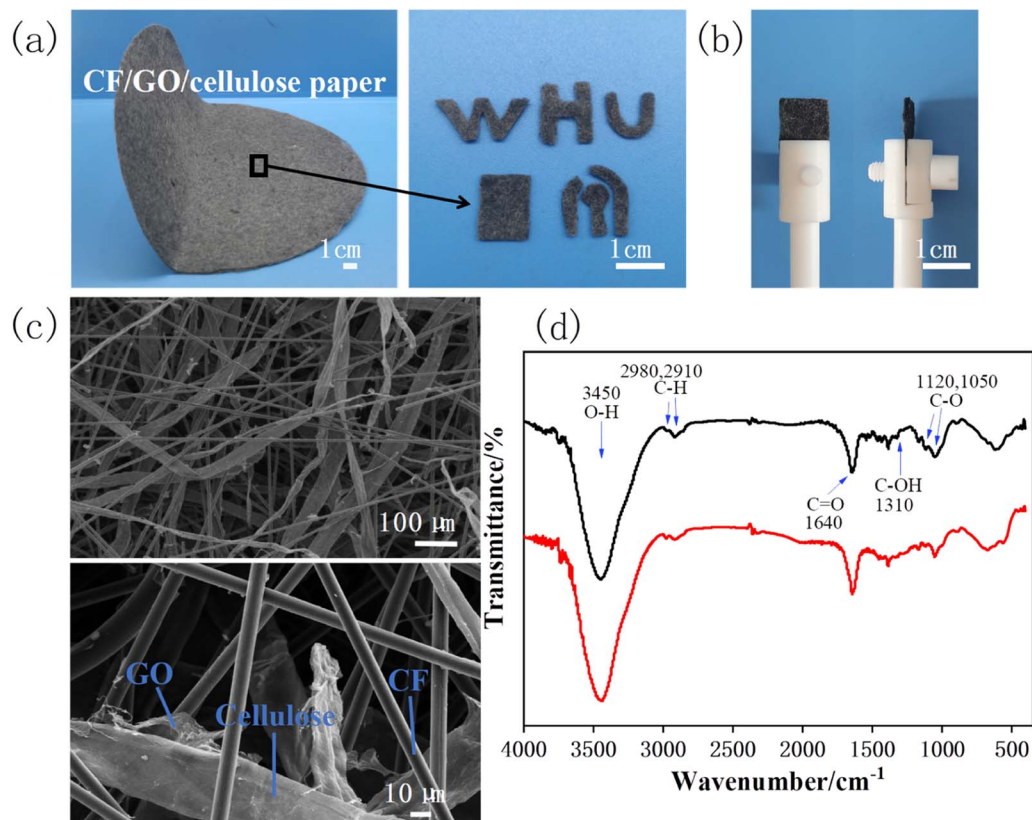 (a)
CF/GO/cellulose paper
1cm
WHU
1cm
(b)
1cm
(c)
100 μm
GO
Cellulose
CF
10 μm
(d)
Transmittance/%
3450
O-H
2980,2910
C-H
1120,1050
C-O
C=O
1640
C-OH
1310
4000 3500 3000 2500 2000 1500 1000 500
Wavenumber/cm⁻¹